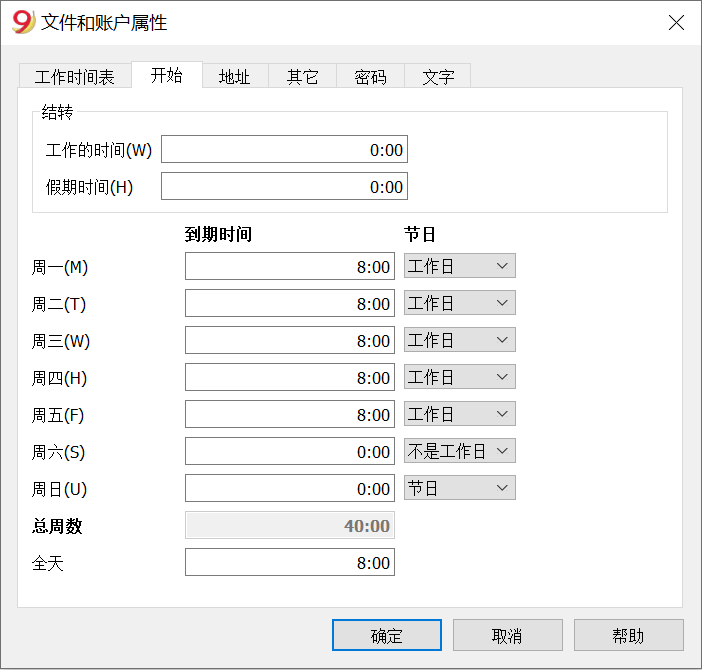 9 文件和账户属性
工作时间表 开始 地址 其它 密码 文字
结转
工作的时间(W) 0:00
假期时间(H) 0:00
到期时间 节日
周一(M) 8:00 工作日
周二(T) 8:00 工作日
周三(W) 8:00 工作日
周四(H) 8:00 工作日
周五(F) 8:00 工作日
周六(S) 0:00 不是工作日
周日(U) 0:00 节日
总周数 40:00
全天 8:00
确定 取消 帮助